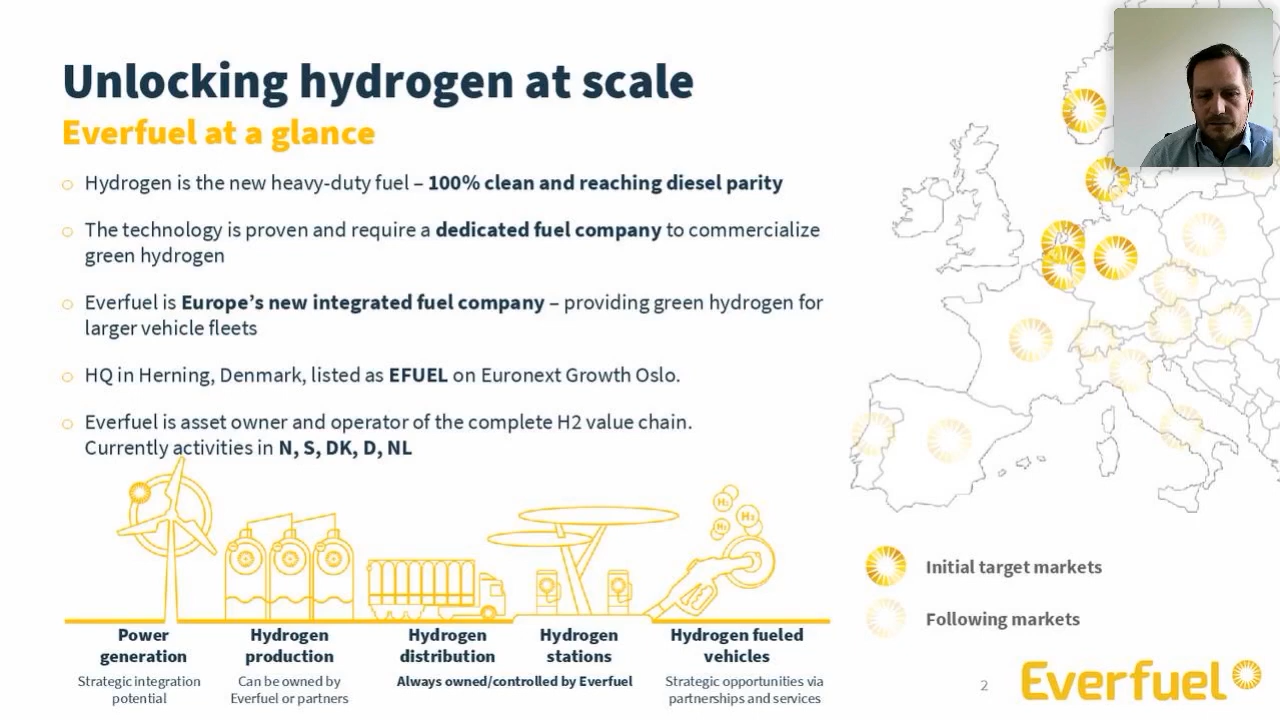 Unlocking hydrogen at scale
Everfuel at a glance
Hydrogen is the new heavy-duty fuel – 100% clean and reaching diesel parity
The technology is proven and require a dedicated fuel company to commercialize
green hydrogen
Everfuel is Europe's new integrated fuel company – providing green hydrogen for
larger vehicle fleets
HQ in Herning, Denmark, listed as EFUEL on Euronext Growth Oslo.
Everfuel is asset owner and operator of the complete H2 value chain.
Currently activities in N, S, DK, D, NL
H₂
H₂
H₂
Power
generation
Strategic integration
potential
Hydrogen
production
Can be owned by
Everfuel or partners
Hydrogen
distribution
Hydrogen
stations
Always owned/controlled by Everfuel
Hydrogen fueled
vehicles
Strategic opportunities via
partnerships and services
Initial target markets
Following markets
2
Everfuel